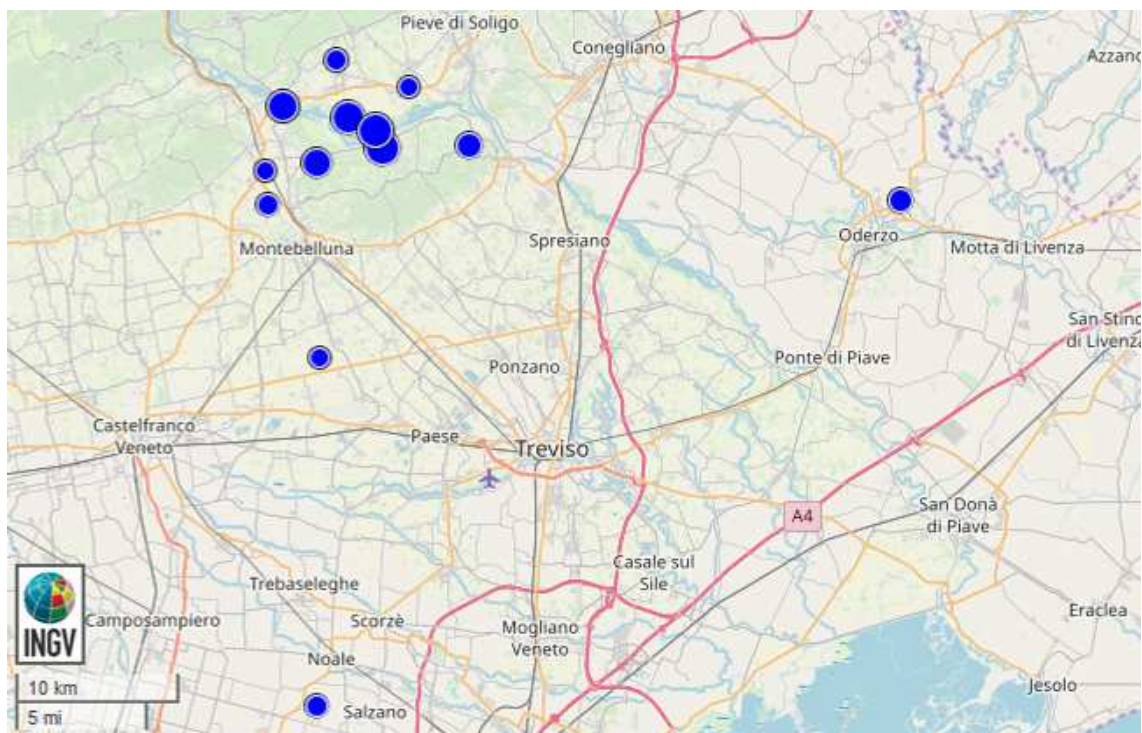 Pieve di Soligo
Conegliano
Azzano
Montebelluna
Spresiano
Oderzo
Motta di Livenza
San Stino
di Livenza
Ponzano
Ponte di Piave
Castelfranco
Veneto
Paese
Treviso
A4
San Donà
di Piave
Casale sul
Sile
Trebaseleghe
Camposampiero
Scorzè
Mogliano
Veneto
Eraclea
INGV
Noale
Jesolo
10 km
Salzano
5 mi